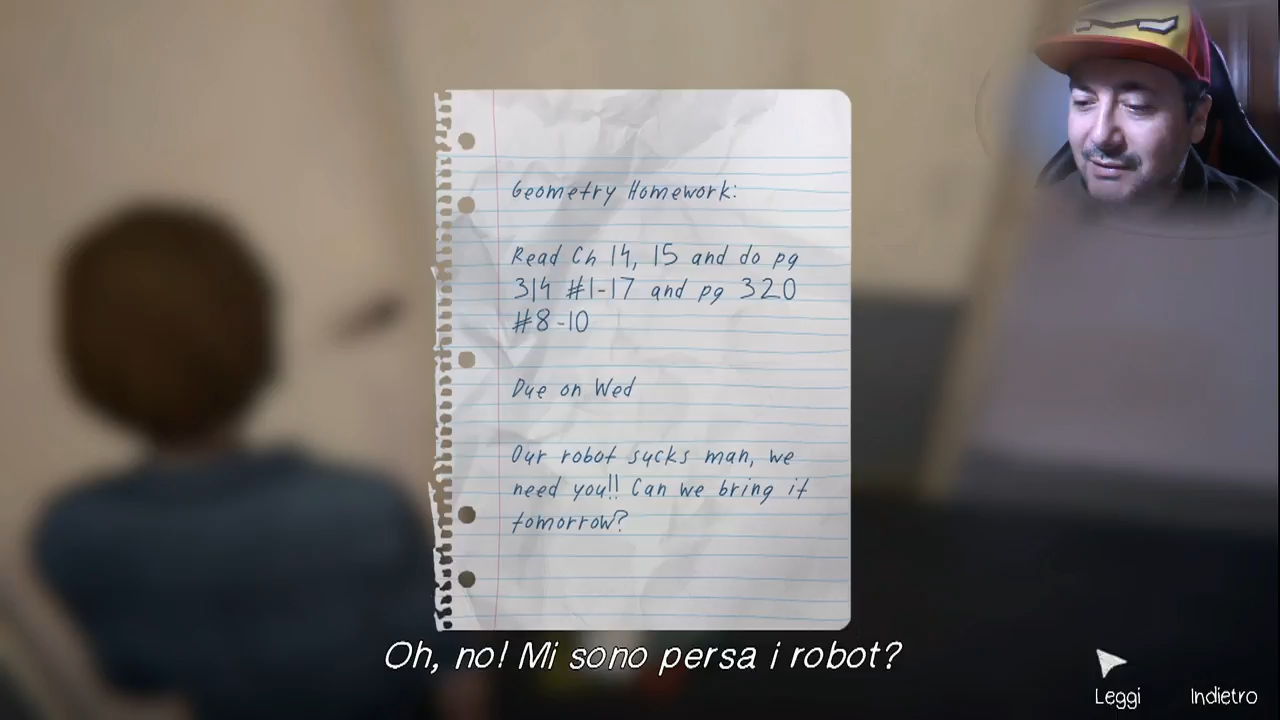 Geometry Homework:
Read Ch 14, 15 and do pg
314 #1-17 and pg 320
#8-10
Due on Wed
Our robot sucks man, we
need you!! Can we bring it
tomorrow?
Oh, no! Mi sono persa i robot?
Leggi
Indietro